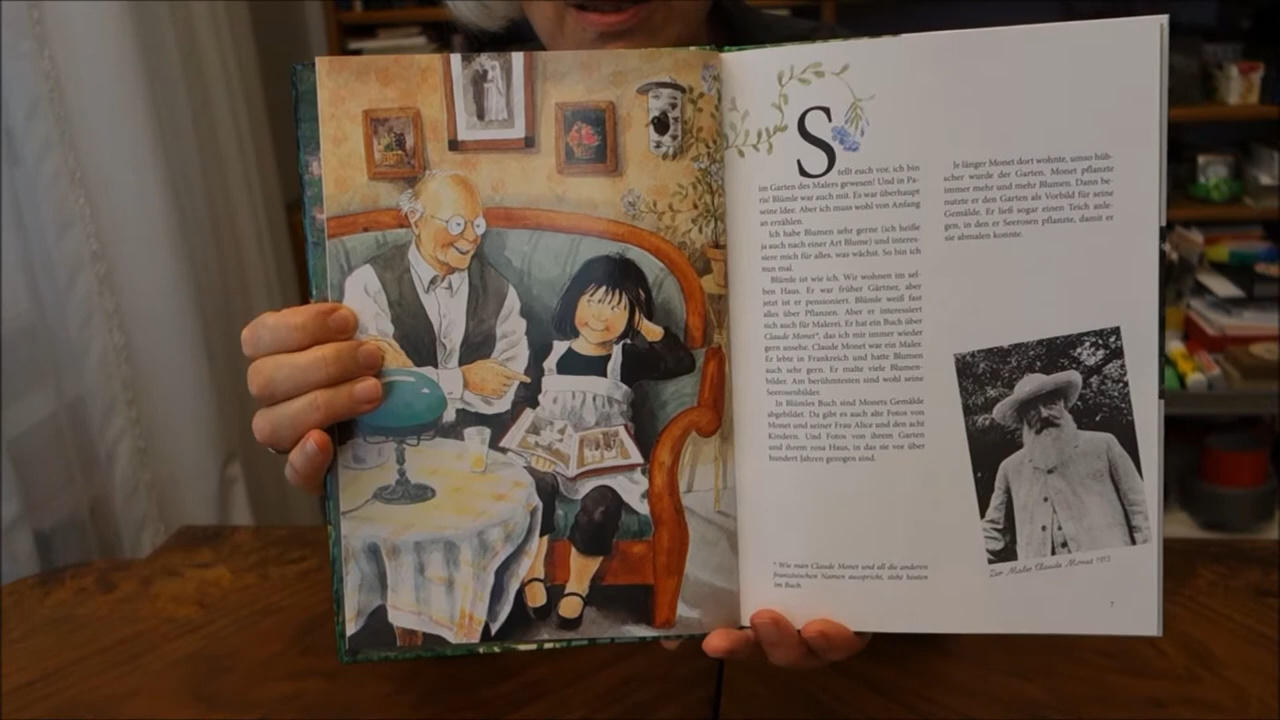 Stellt euch vor, ich bin
im Garten des Malers gewesen! Und in Pa-
ris! Blümle war auch mit. Es war überhaupt
seine Idee. Aber ich muss wohl von Anfang
an erzählen.
Ich habe Blumen sehr gerne (ich heiße
ja auch nach einer Art Blume) und interes-
siere mich für alles, was wächst. So bin ich
nun mal.
Blümle ist wie ich. Wir wohnen im sel-
ben Haus. Er war früher Gärtner, aber
jetzt ist er pensioniert. Blümle weiß fast
alles über Pflanzen. Aber er interessiert
sich auch für Malerei. Er hat ein Buch über
Claude Monet*, das ich mir immer wieder
gern ansehe. Claude Monet war ein Maler.
Er lebte in Frankreich und hatte Blumen
auch sehr gern. Er malte viele Blumen-
bilder. Am berühmtesten sind wohl seine
Seerosenbilder.
In Blümles Buch sind Monets Gemälde
abgebildet. Da gibt es auch alte Fotos von
Monet und seiner Frau Alice und den acht
Kindern. Und Fotos von ihrem Garten
und ihrem rosa Haus, in das sie vor über
hundert Jahren gezogen sind.
* Wie man Claude Monet und all die anderen
französischen Namen ausspricht, steht hinten
im Buch.
Je länger Monet dort wohnte, umso hüb-
scher wurde der Garten. Monet pflanzte
immer mehr und mehr Blumen. Dann be-
nutzte er den Garten als Vorbild für seine
Gemälde. Er ließ sogar einen Teich anle-
gen, in den er Seerosen pflanzte, damit er
sie abmalen konnte.
Der Maler Claude Monet 1913
7